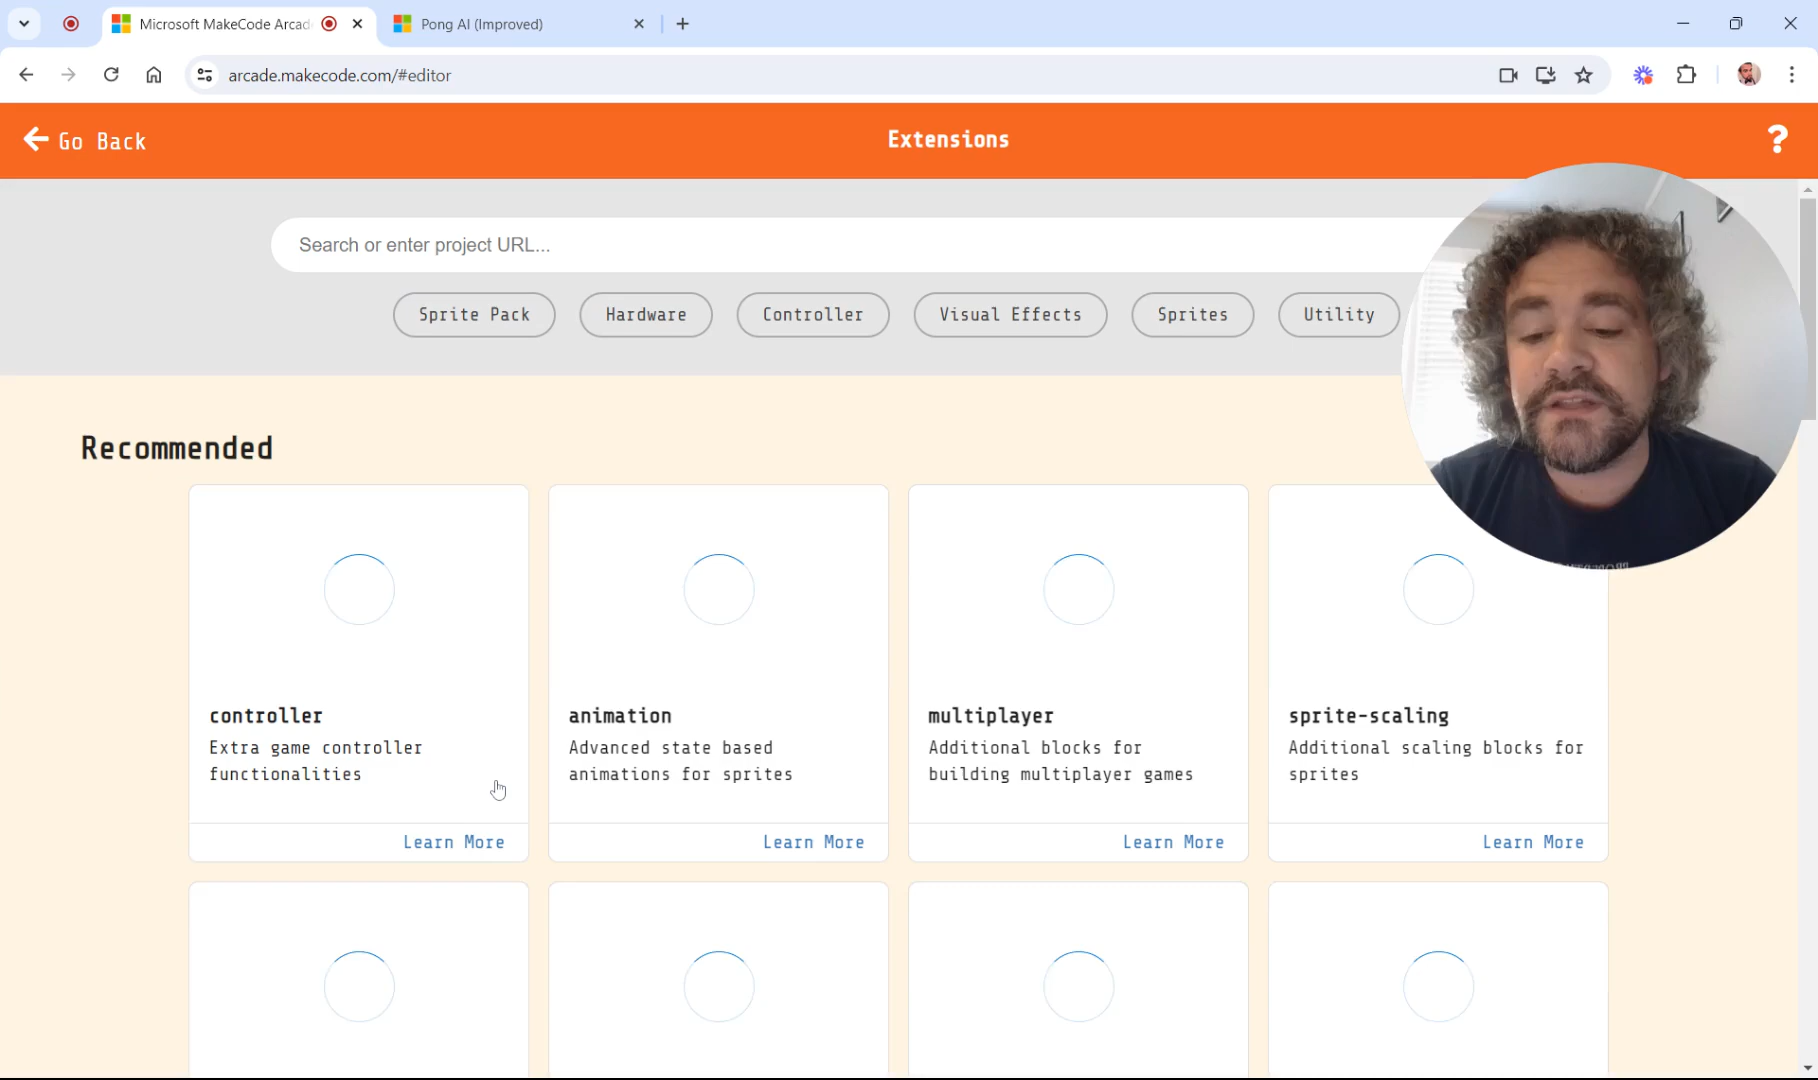 Microsoft MakeCode Arcad
Pong AI (Improved)
arcade.makecode.com/#editor
Go Back
Extensions
?
Search or enter project URL...
Sprite Pack
Hardware
Controller
Visual Effects
Sprites
Utility
Recommended
controller
Extra game controller
functionalities
Learn More
animation
Advanced state based
animations for sprites
Learn More
multiplayer
Additional blocks for
building multiplayer games
Learn More
sprite-scaling
Additional scaling blocks for
sprites
Learn More